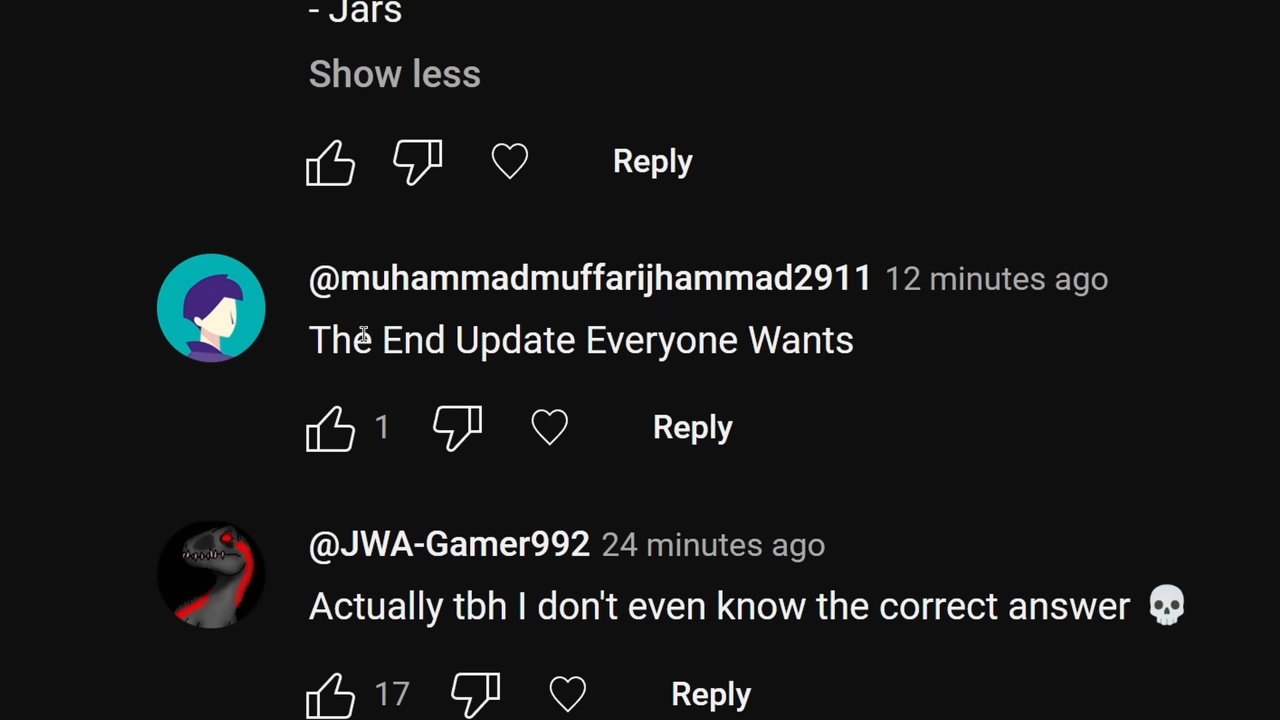 - Jars
Show less
Reply
@muhammadmuffarijhammad2911 12 minutes ago
The End Update Everyone Wants
1 Reply
@JWA-Gamer992 24 minutes ago
Actually tbh I don't even know the correct answer 💀
17 Reply